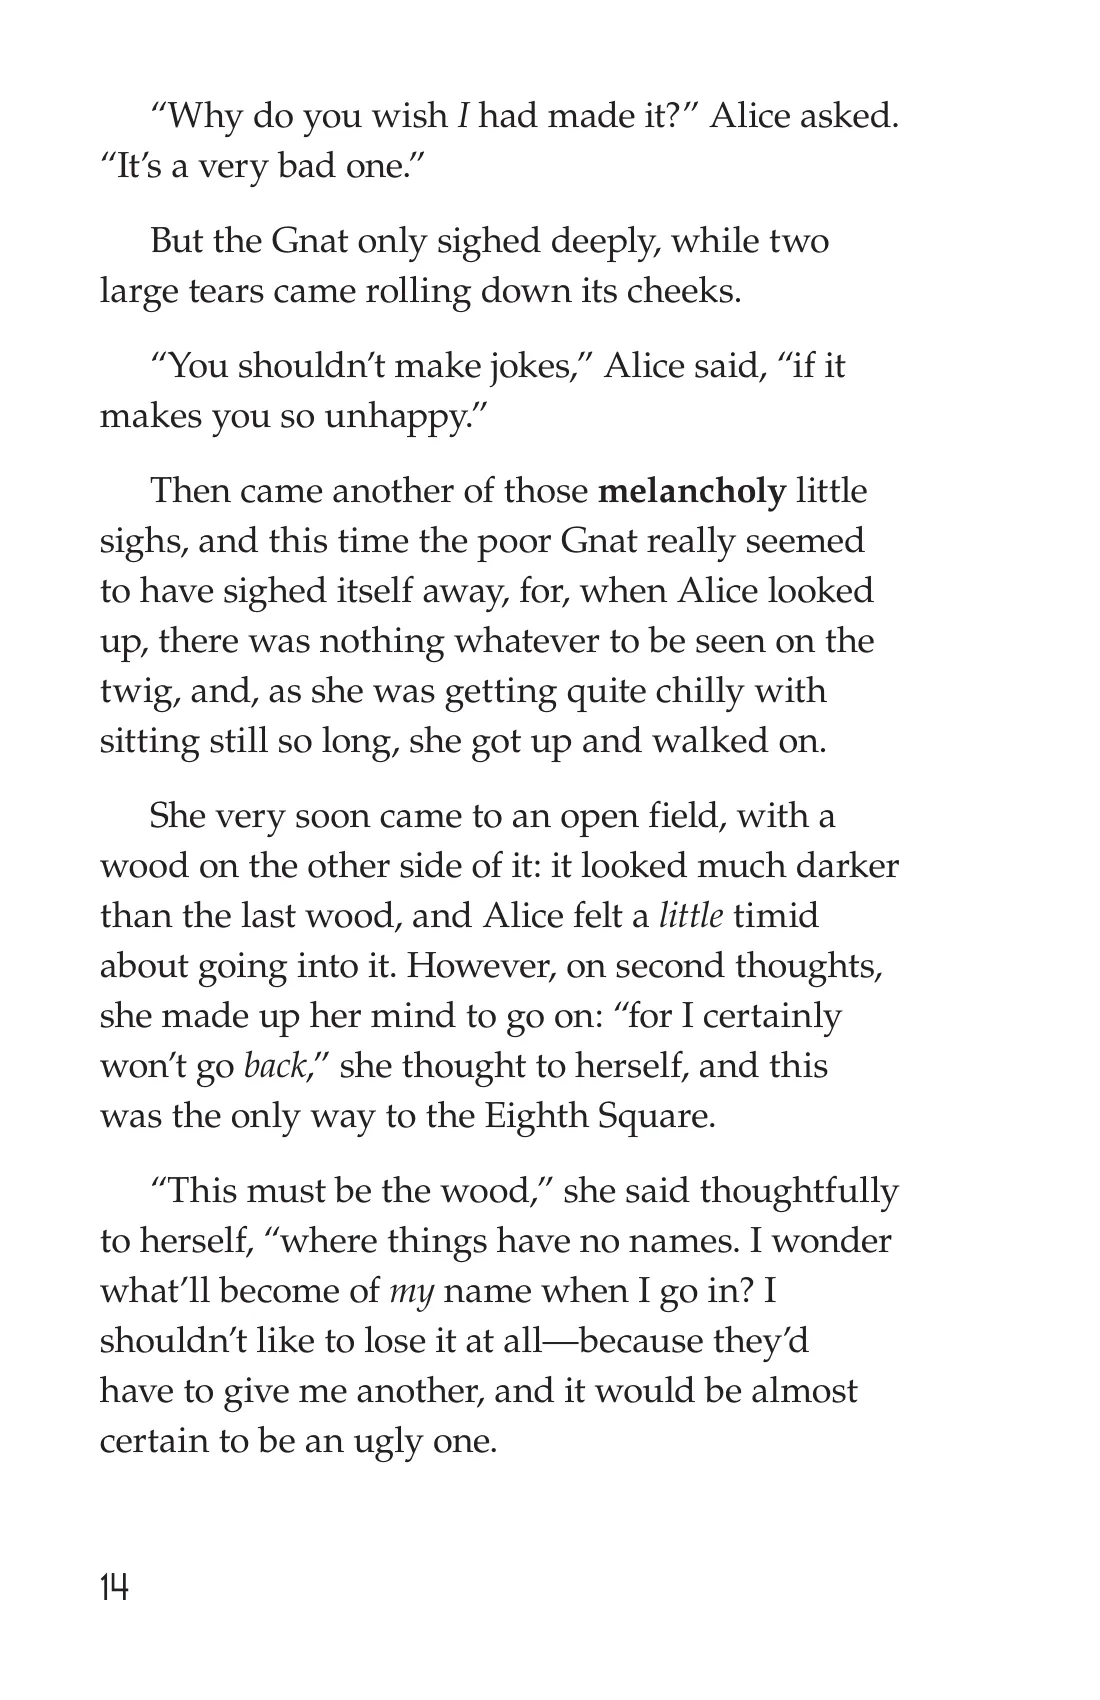 “Why do you wish I had made it?” Alice asked.
“It’s a very bad one.”
But the Gnat only sighed deeply, while two
large tears came rolling down its cheeks.
“You shouldn’t make jokes,” Alice said, “if it
makes you so unhappy.”
Then came another of those melancholy little
sighs, and this time the poor Gnat really seemed
to have sighed itself away, for, when Alice looked
up, there was nothing whatever to be seen on the
twig, and, as she was getting quite chilly with
sitting still so long, she got up and walked on.
She very soon came to an open field, with a
wood on the other side of it: it looked much darker
than the last wood, and Alice felt a little timid
about going into it. However, on second thoughts,
she made up her mind to go on: “for I certainly
won’t go back,” she thought to herself, and this
was the only way to the Eighth Square.
“This must be the wood,” she said thoughtfully
to herself, “where things have no names. I wonder
what’ll become of my name when I go in? I
shouldn’t like to lose it at all—because they’d
have to give me another, and it would be almost
certain to be an ugly one.
14